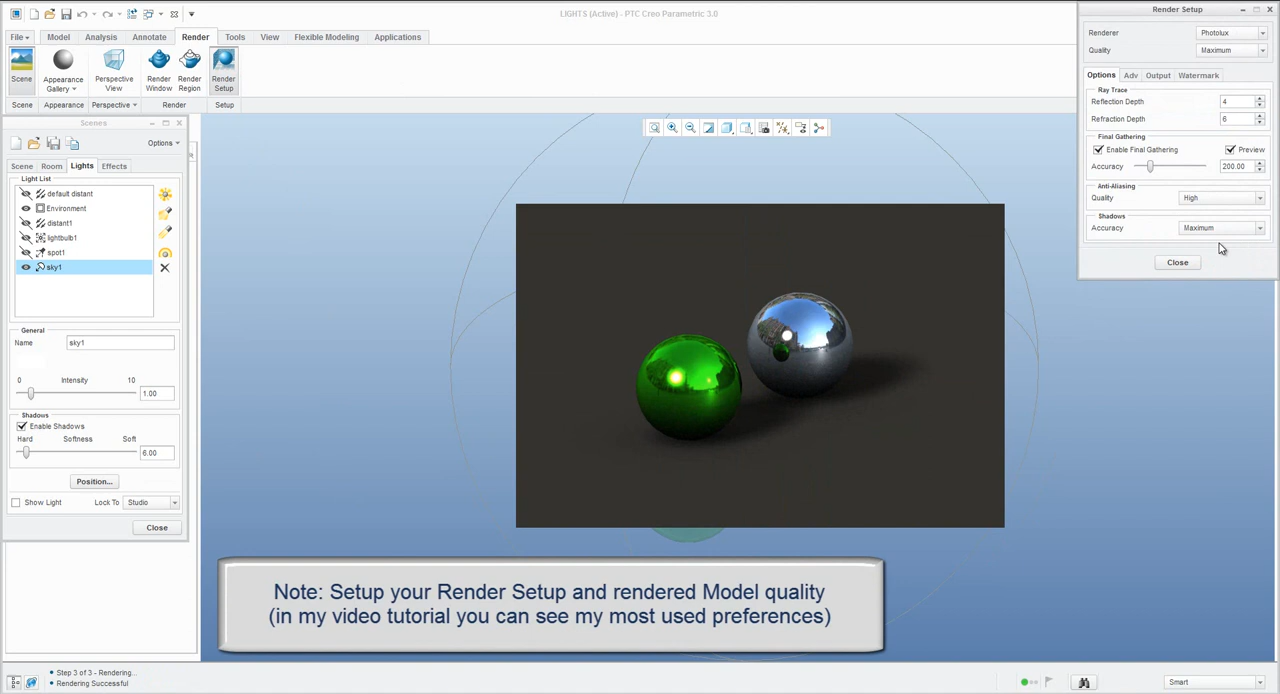 LIGHTS (Active) - PTC Creo Parametric 3.0
File
Model
Analysis
Annotate
Render
Tools
View
Flexible Modeling
Applications
Scene
Appearance Gallery
Perspective View
Render Window
Render Region
Render Setup
Scene
Appearance
Perspective
Render
Setup
Scenes
Options
Scene
Room
Lights
Effects
Light List
default distant
Environment
distant1
lightbulb1
spot1
sky1
General
Name
sky1
0
Intensity
10
1.00
Shadows
Enable Shadows
Hard
Softness
Soft
6.00
Position...
Show Light
Lock To
Studio
Close
Render Setup
Renderer
Photolux
Quality
Maximum
Options
Adv
Output
Watermark
Ray Trace
Reflection Depth
4
Refraction Depth
6
Final Gathering
Enable Final Gathering
Preview
Accuracy
200.00
Anti-Aliasing
Quality
High
Shadows
Accuracy
Maximum
Close
Note: Setup your Render Setup and rendered Model quality
(in my video tutorial you can see my most used preferences)
Step 3 of 3 - Rendering...
Rendering Successful
Smart